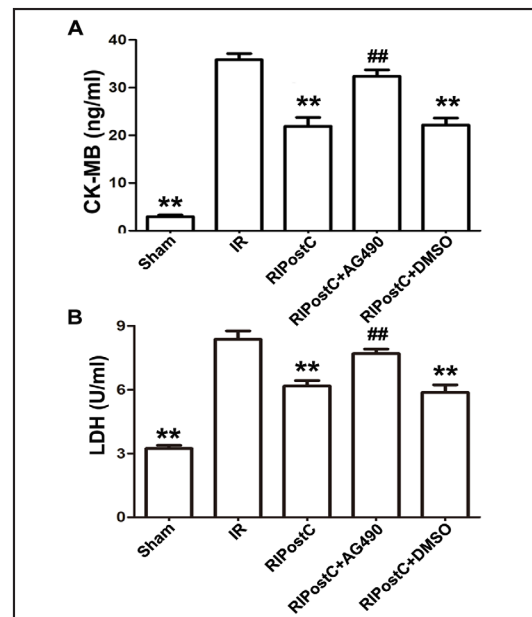 A
CK-MB (ng/ml)
40
30
20
10
0
**
**
##
**
Sham
IR
RIPostC
RIPostC+AG490
RIPostC+DMSO
B
LDH (U/ml)
9
6
3
0
**
**
##
**
Sham
IR
RIPostC
RIPostC+AG490
RIPostC+DMSO